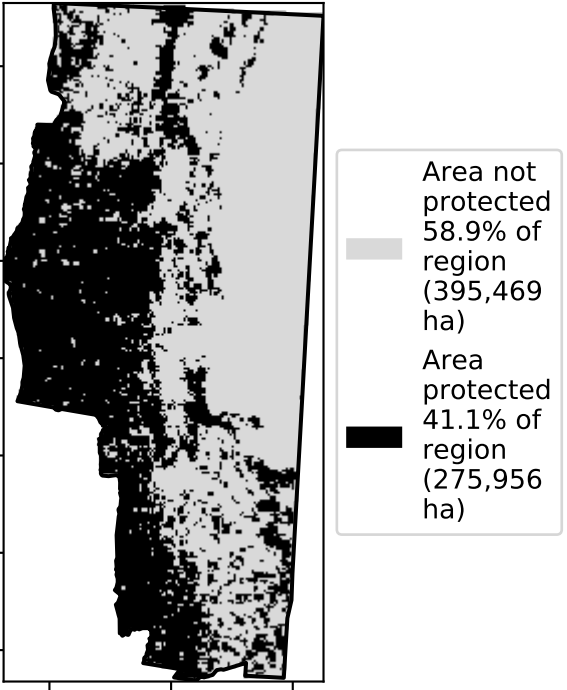 Area not
protected
58.9% of
region
(395,469
ha)
Area
protected
41.1% of
region
(275,956
ha)